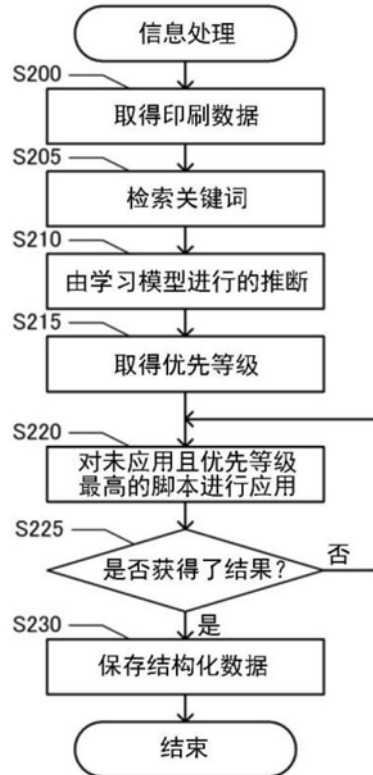 信息处理
S200
取得印刷数据
S205
检索关键词
S210
由学习模型进行的推断
S215
取得优先等级
S220
对未应用且优先等级
最高的脚本进行应用
S225
是否获得了结果?
否
是
S230
保存结构化数据
结束